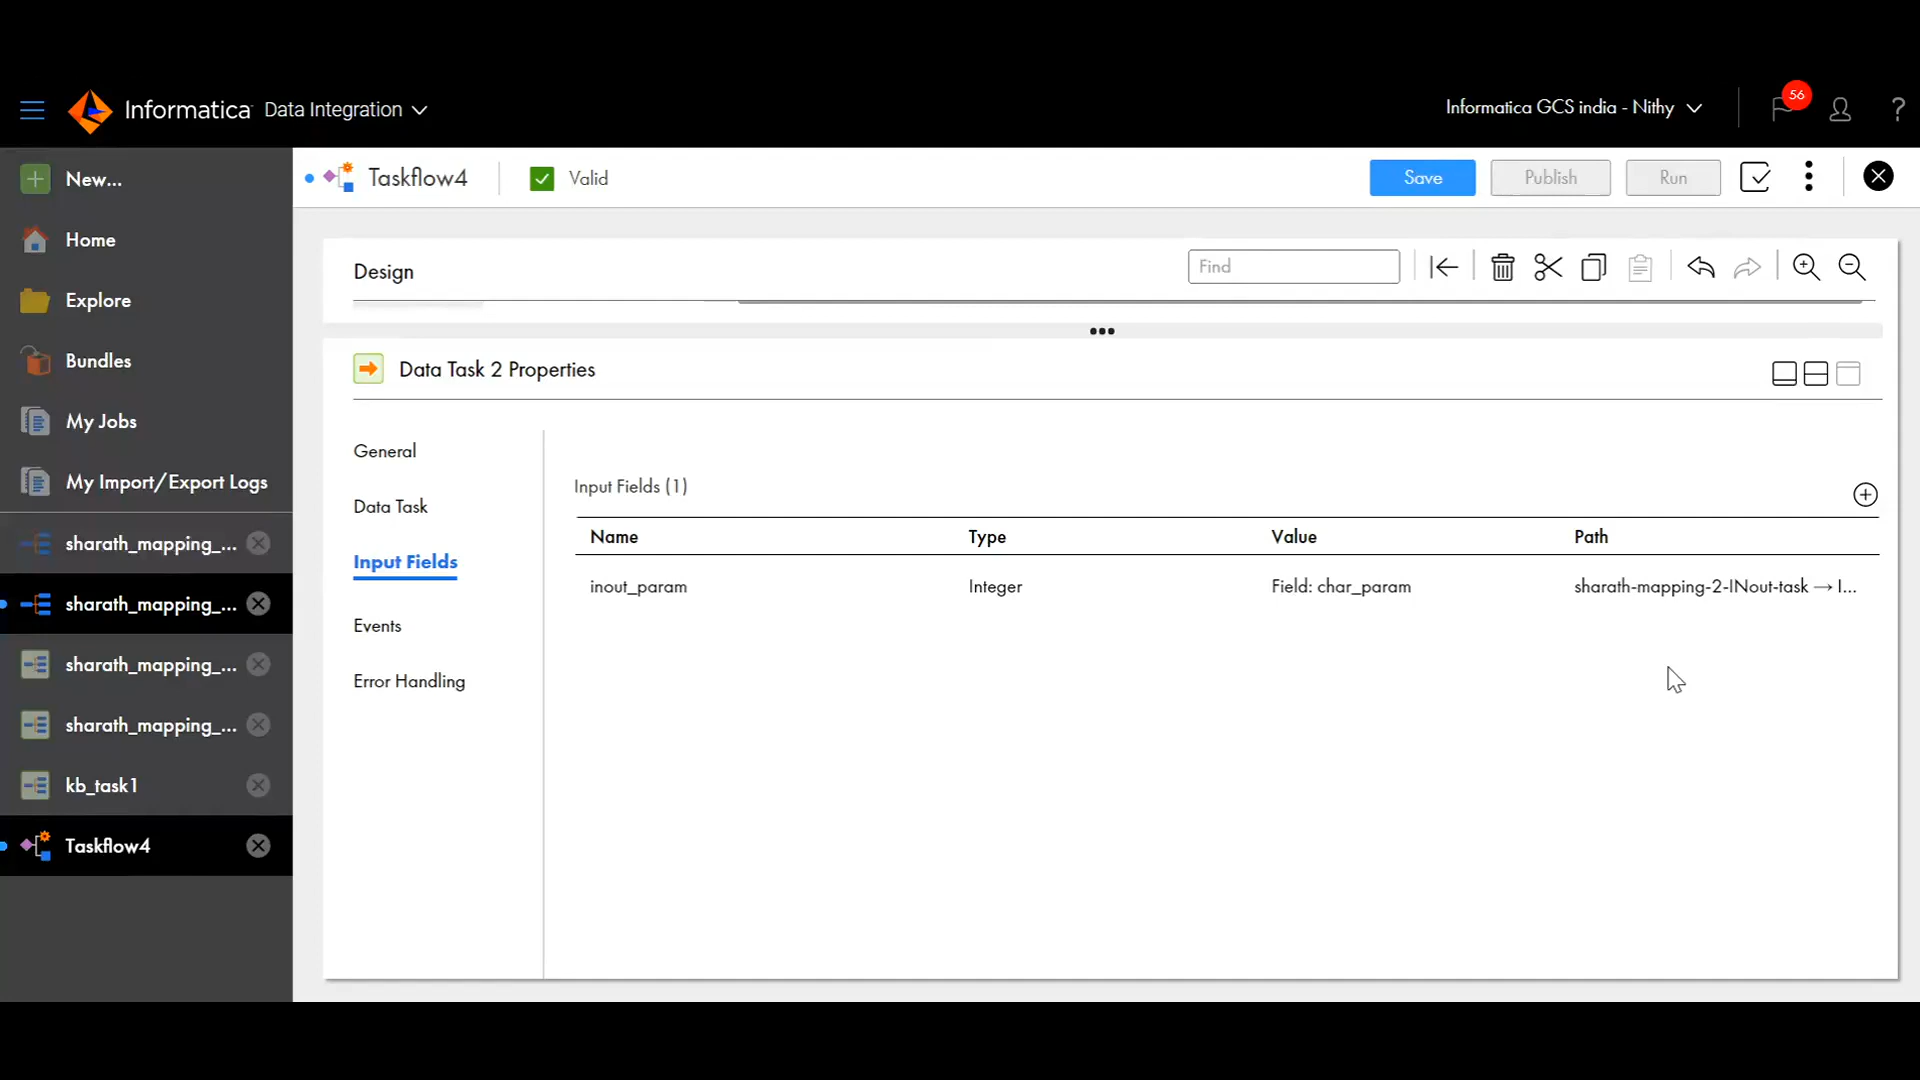 Informatica Data Integration
Informatica GCS india - Nithy
56
?
New...
Home
Explore
Bundles
My Jobs
My Import/Export Logs
sharath_mapping_...
sharath_mapping_...
sharath_mapping_...
sharath_mapping_...
kb_task1
Taskflow4
Taskflow4
Valid
Save
Publish
Run
Design
Find
Data Task 2 Properties
General
Data Task
Input Fields
Events
Error Handling
Input Fields (1)
Name Type Value Path
inout_param Integer Field: char_param sharath-mapping-2-INout-task → I...